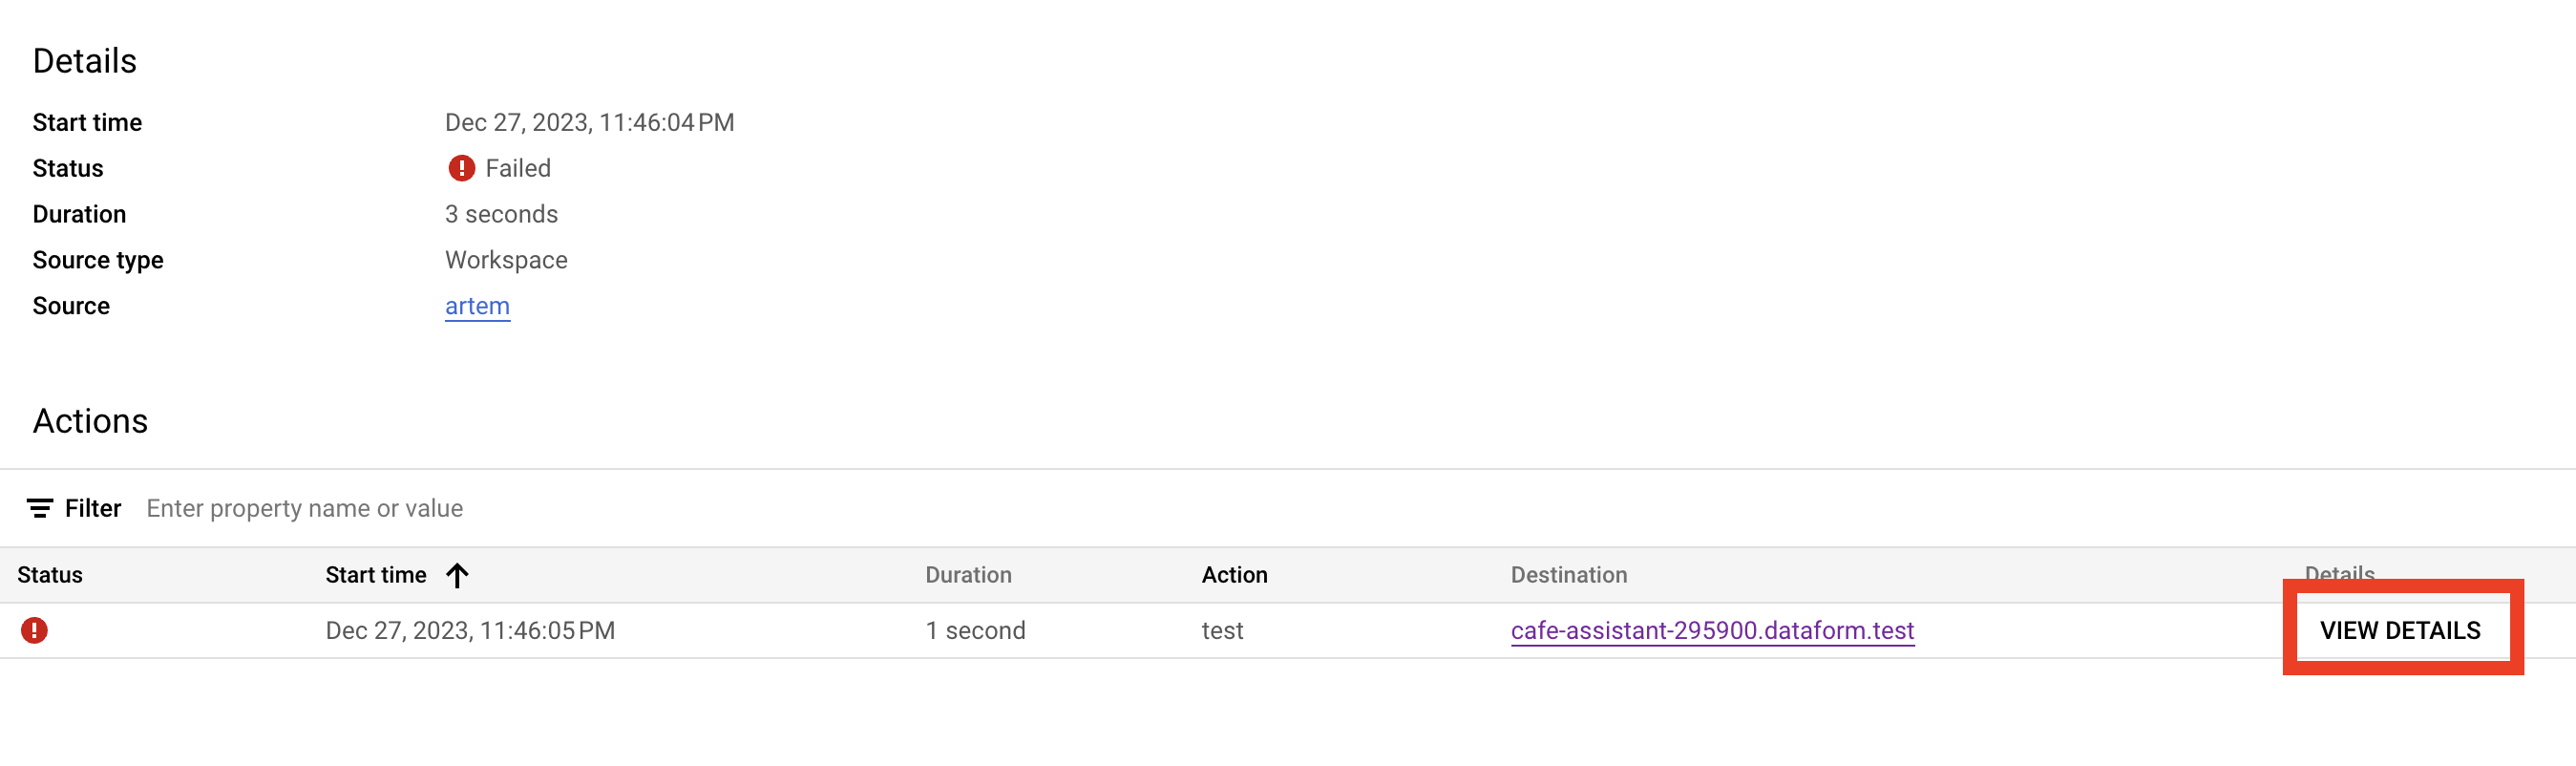 Details
Start time Dec 27, 2023, 11:46:04 PM
Status Failed
Duration 3 seconds
Source type Workspace
Source artem
Actions
Filter Enter property name or value
Status Start time Duration Action Destination Details
Dec 27, 2023, 11:46:05 PM 1 second test cafe-assistant-295900.dataform.test VIEW DETAILS